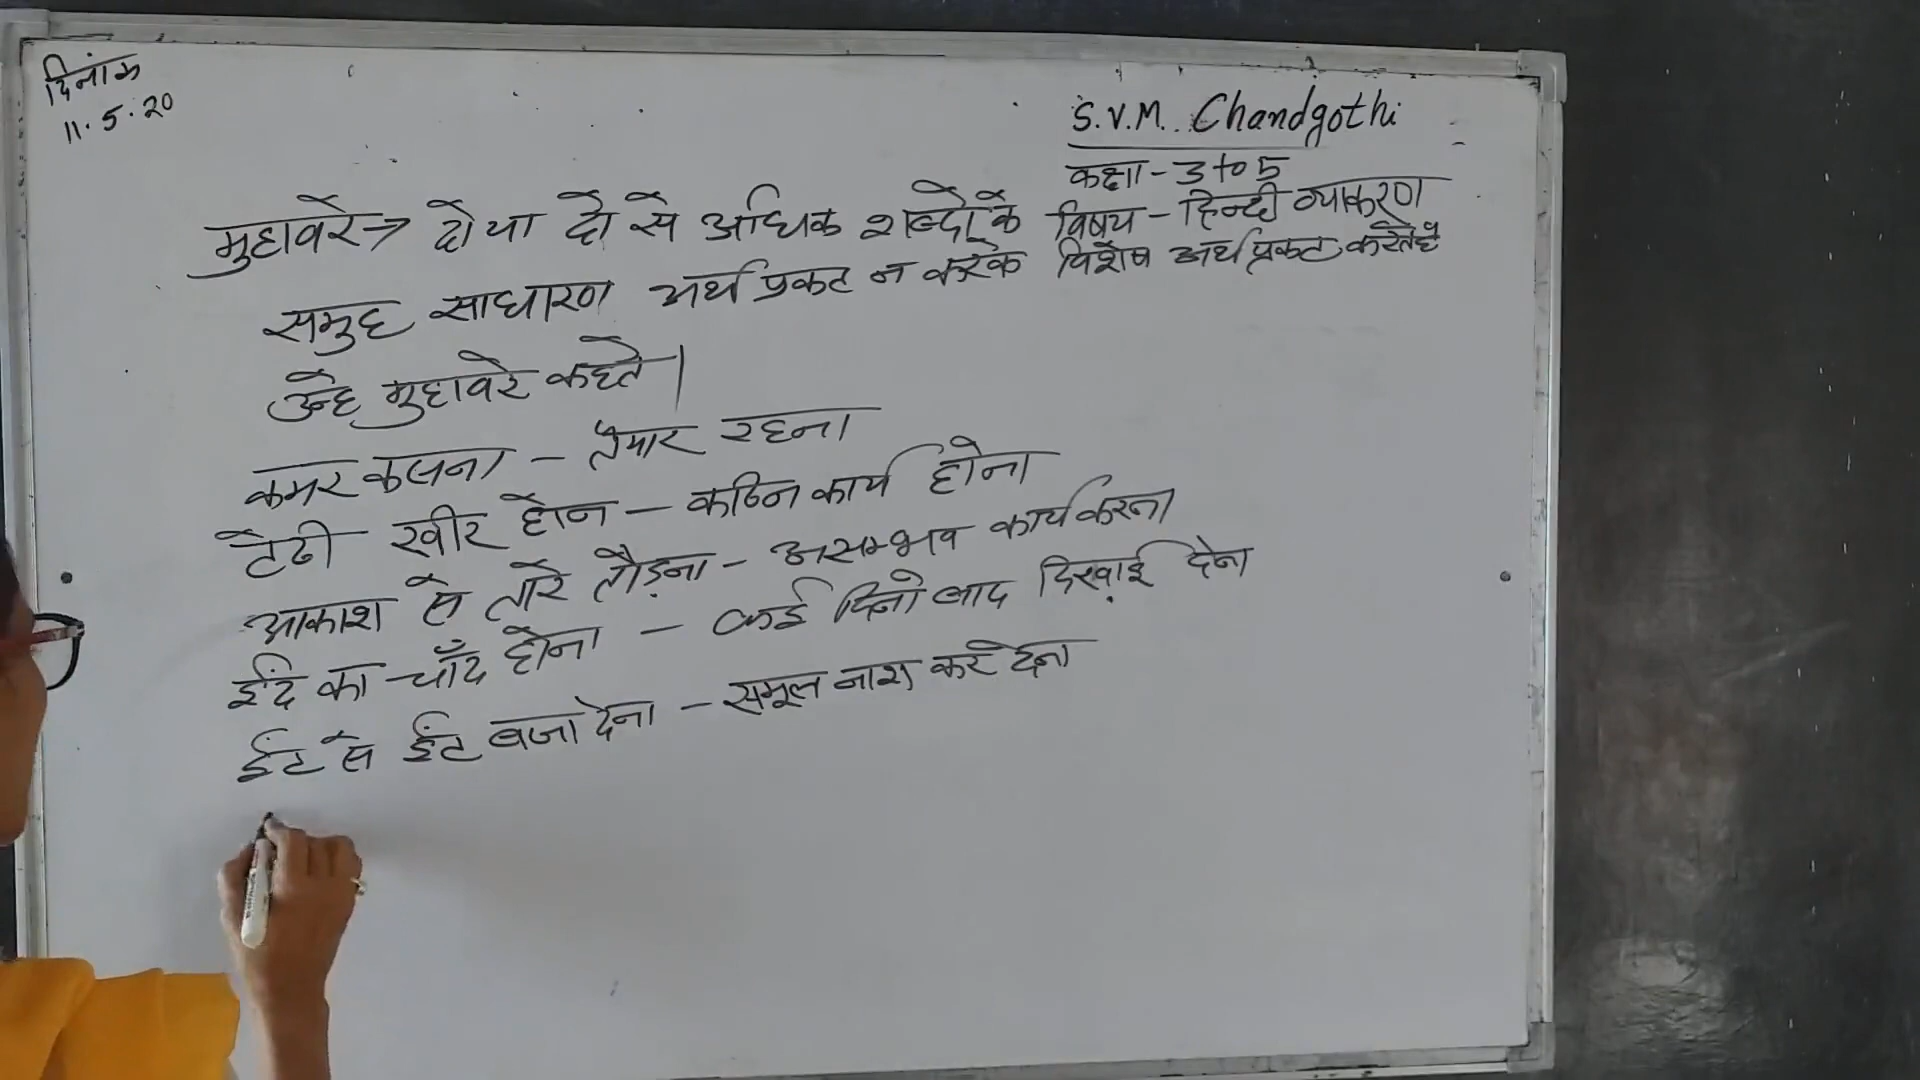 दिनांक
11.5.20
S.V.M. Chandgothi
कक्षा - 3 to 5
विषय - हिन्दी व्याकरण
मुहावरे → दो या दो से अधिक शब्दों के
समुह साधारण अर्थ प्रकट न करके विशेष अर्थ प्रकट करते है
उन्हे मुहावरे कहते।
कमर कसना - तैयार रहना
टेढी खीर होन - कठिन कार्य होना
आकाश से तारे तोड़ना - असम्भव कार्य करना
ईद का चाँद होना - कई दिनो बाद दिखाई देना
ईंट से ईंट बजा देना - समूल नाश कर देना